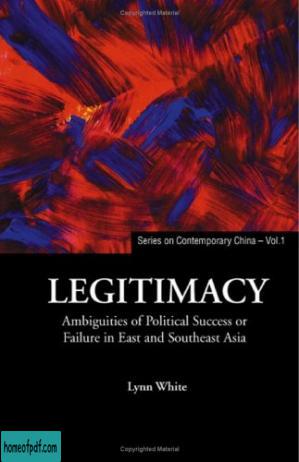 Copyrighted Material
Series on Contemporary China – Vol.1
LEGITIMACY
Ambiguities of Political Success or
Failure in East and Southeast Asia
Lynn White
homeofpdf.com
Copyrighted Material